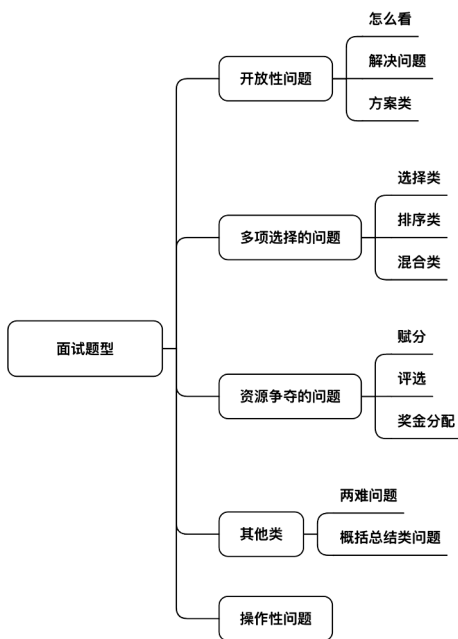 面试题型
开放性问题
怎么看
解决问题
方案类
多项选择的问题
选择类
排序类
混合类
资源争夺的问题
赋分
评选
奖金分配
其他类
两难问题
概括总结类问题
操作性问题